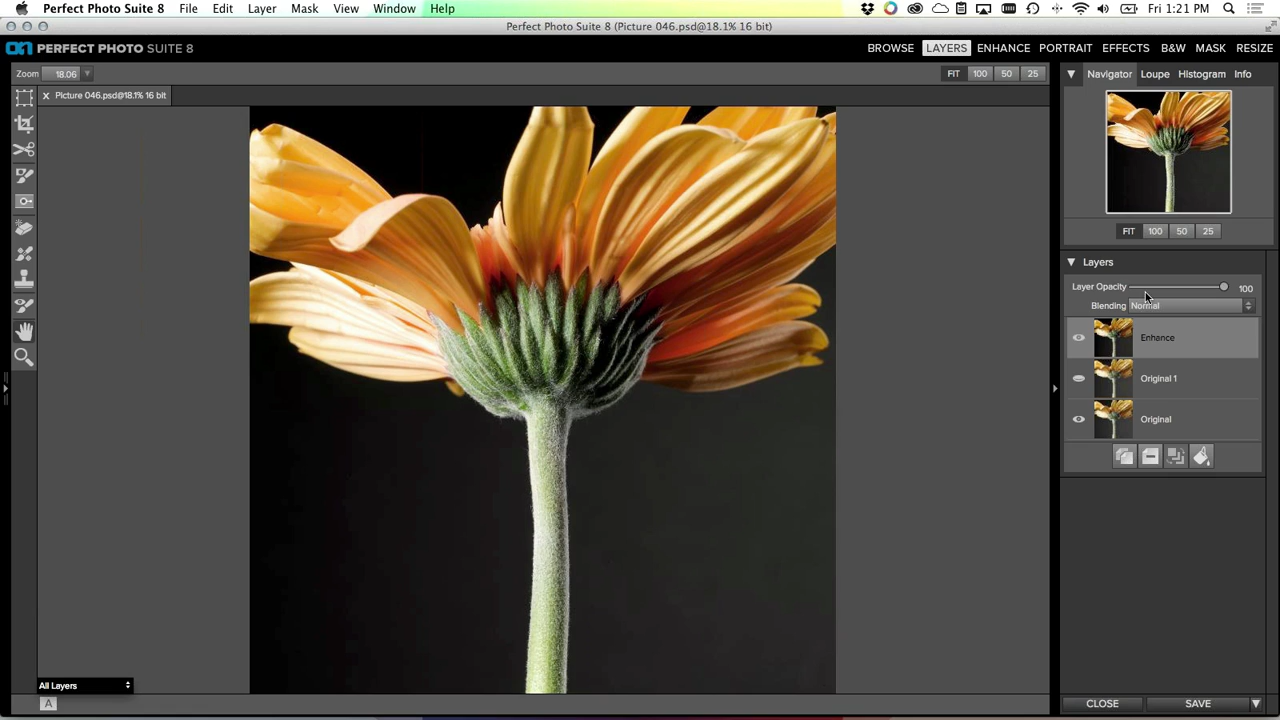 Perfect Photo Suite 8 File Edit Layer Mask View Window Help Fri 1:21 PM
Perfect Photo Suite 8 (Picture 046.psd@18.1% 16 bit)
on PERFECT PHOTO SUITE 8 BROWSE LAYERS ENHANCE PORTRAIT EFFECTS B&W MASK RESIZE
Zoom 18.06 FIT 100 50 25 Navigator Loupe Histogram Info
Picture 046.psd@18.1% 16 bit
FIT 100 50 25
Layers
Layer Opacity 100
Blending Normal
Enhance
Original 1
Original
All Layers
A CLOSE SAVE